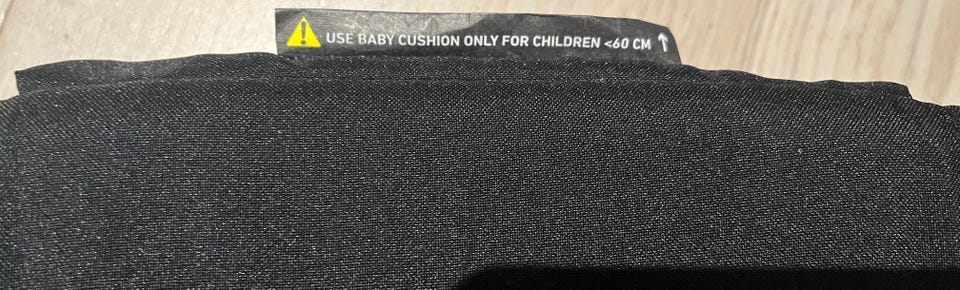 USE BABY CUSHION ONLY FOR CHILDREN <60 CM ↑